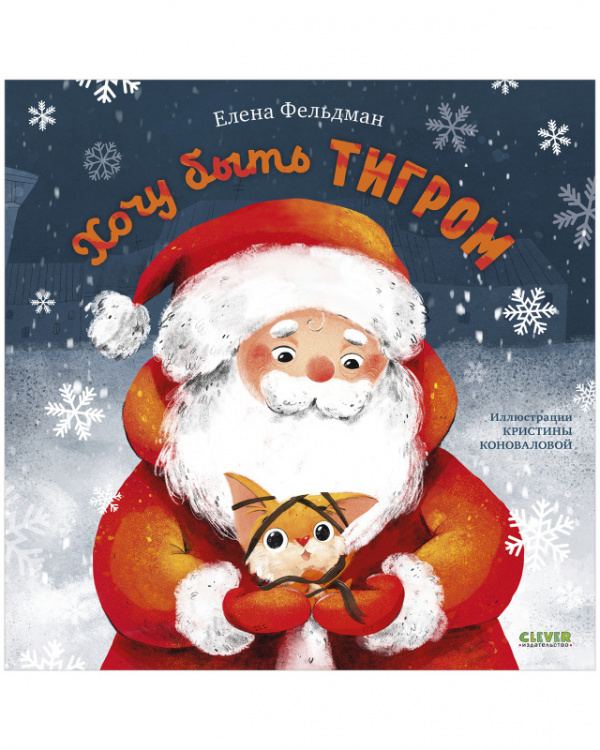 Елена Фельдман
Хочу быть ТИГРОМ
Иллюстрации
КРИСТИНЫ
КОНОВАЛОВОЙ
CLEVER
издательство